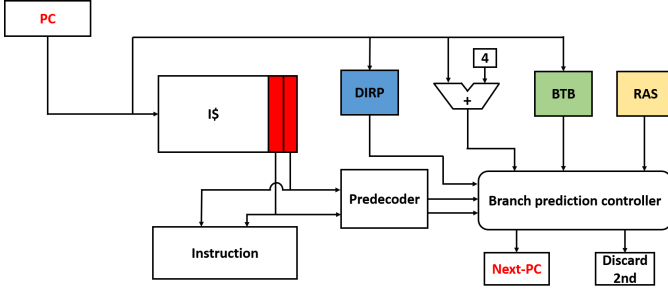 PC
4
I$
DIRP
+
BTB
RAS
Predecoder
Branch prediction controller
Instruction
Next-PC
Discard
2nd